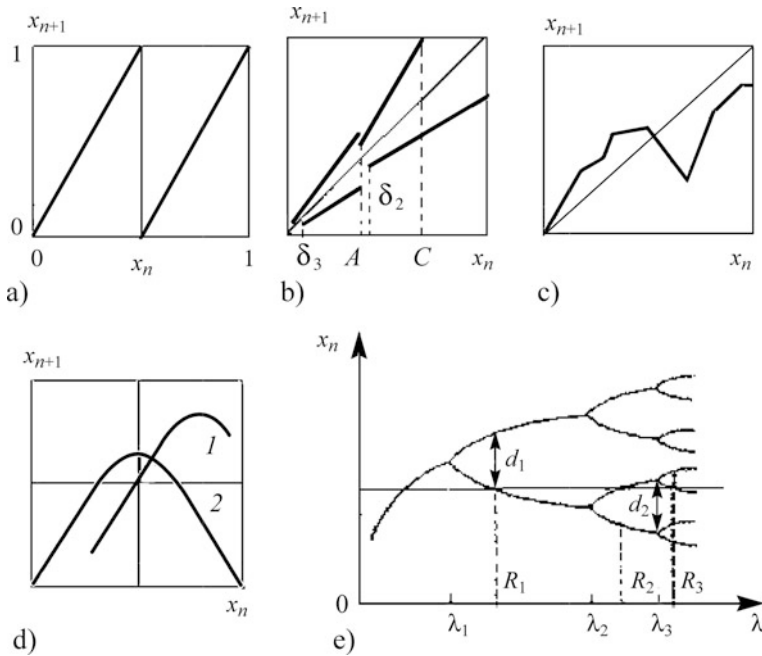 x_{n+1}
1
0
0 x_n 1
a)
x_{n+1}
δ_2
δ_3 A C x_n
b)
x_{n+1}
x_n
c)
x_{n+1}
1
2
x_n
d)
x_n
d_1
d_2
R_1 R_2 R_3
0
λ_1 λ_2 λ_3 λ
e)